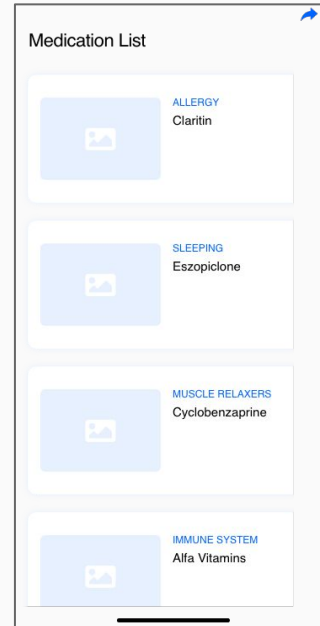 Medication List
ALLERGY
Claritin
SLEEPING
Eszopiclone
MUSCLE RELAXERS
Cyclobenzaprine
IMMUNE SYSTEM
Alfa Vitamins